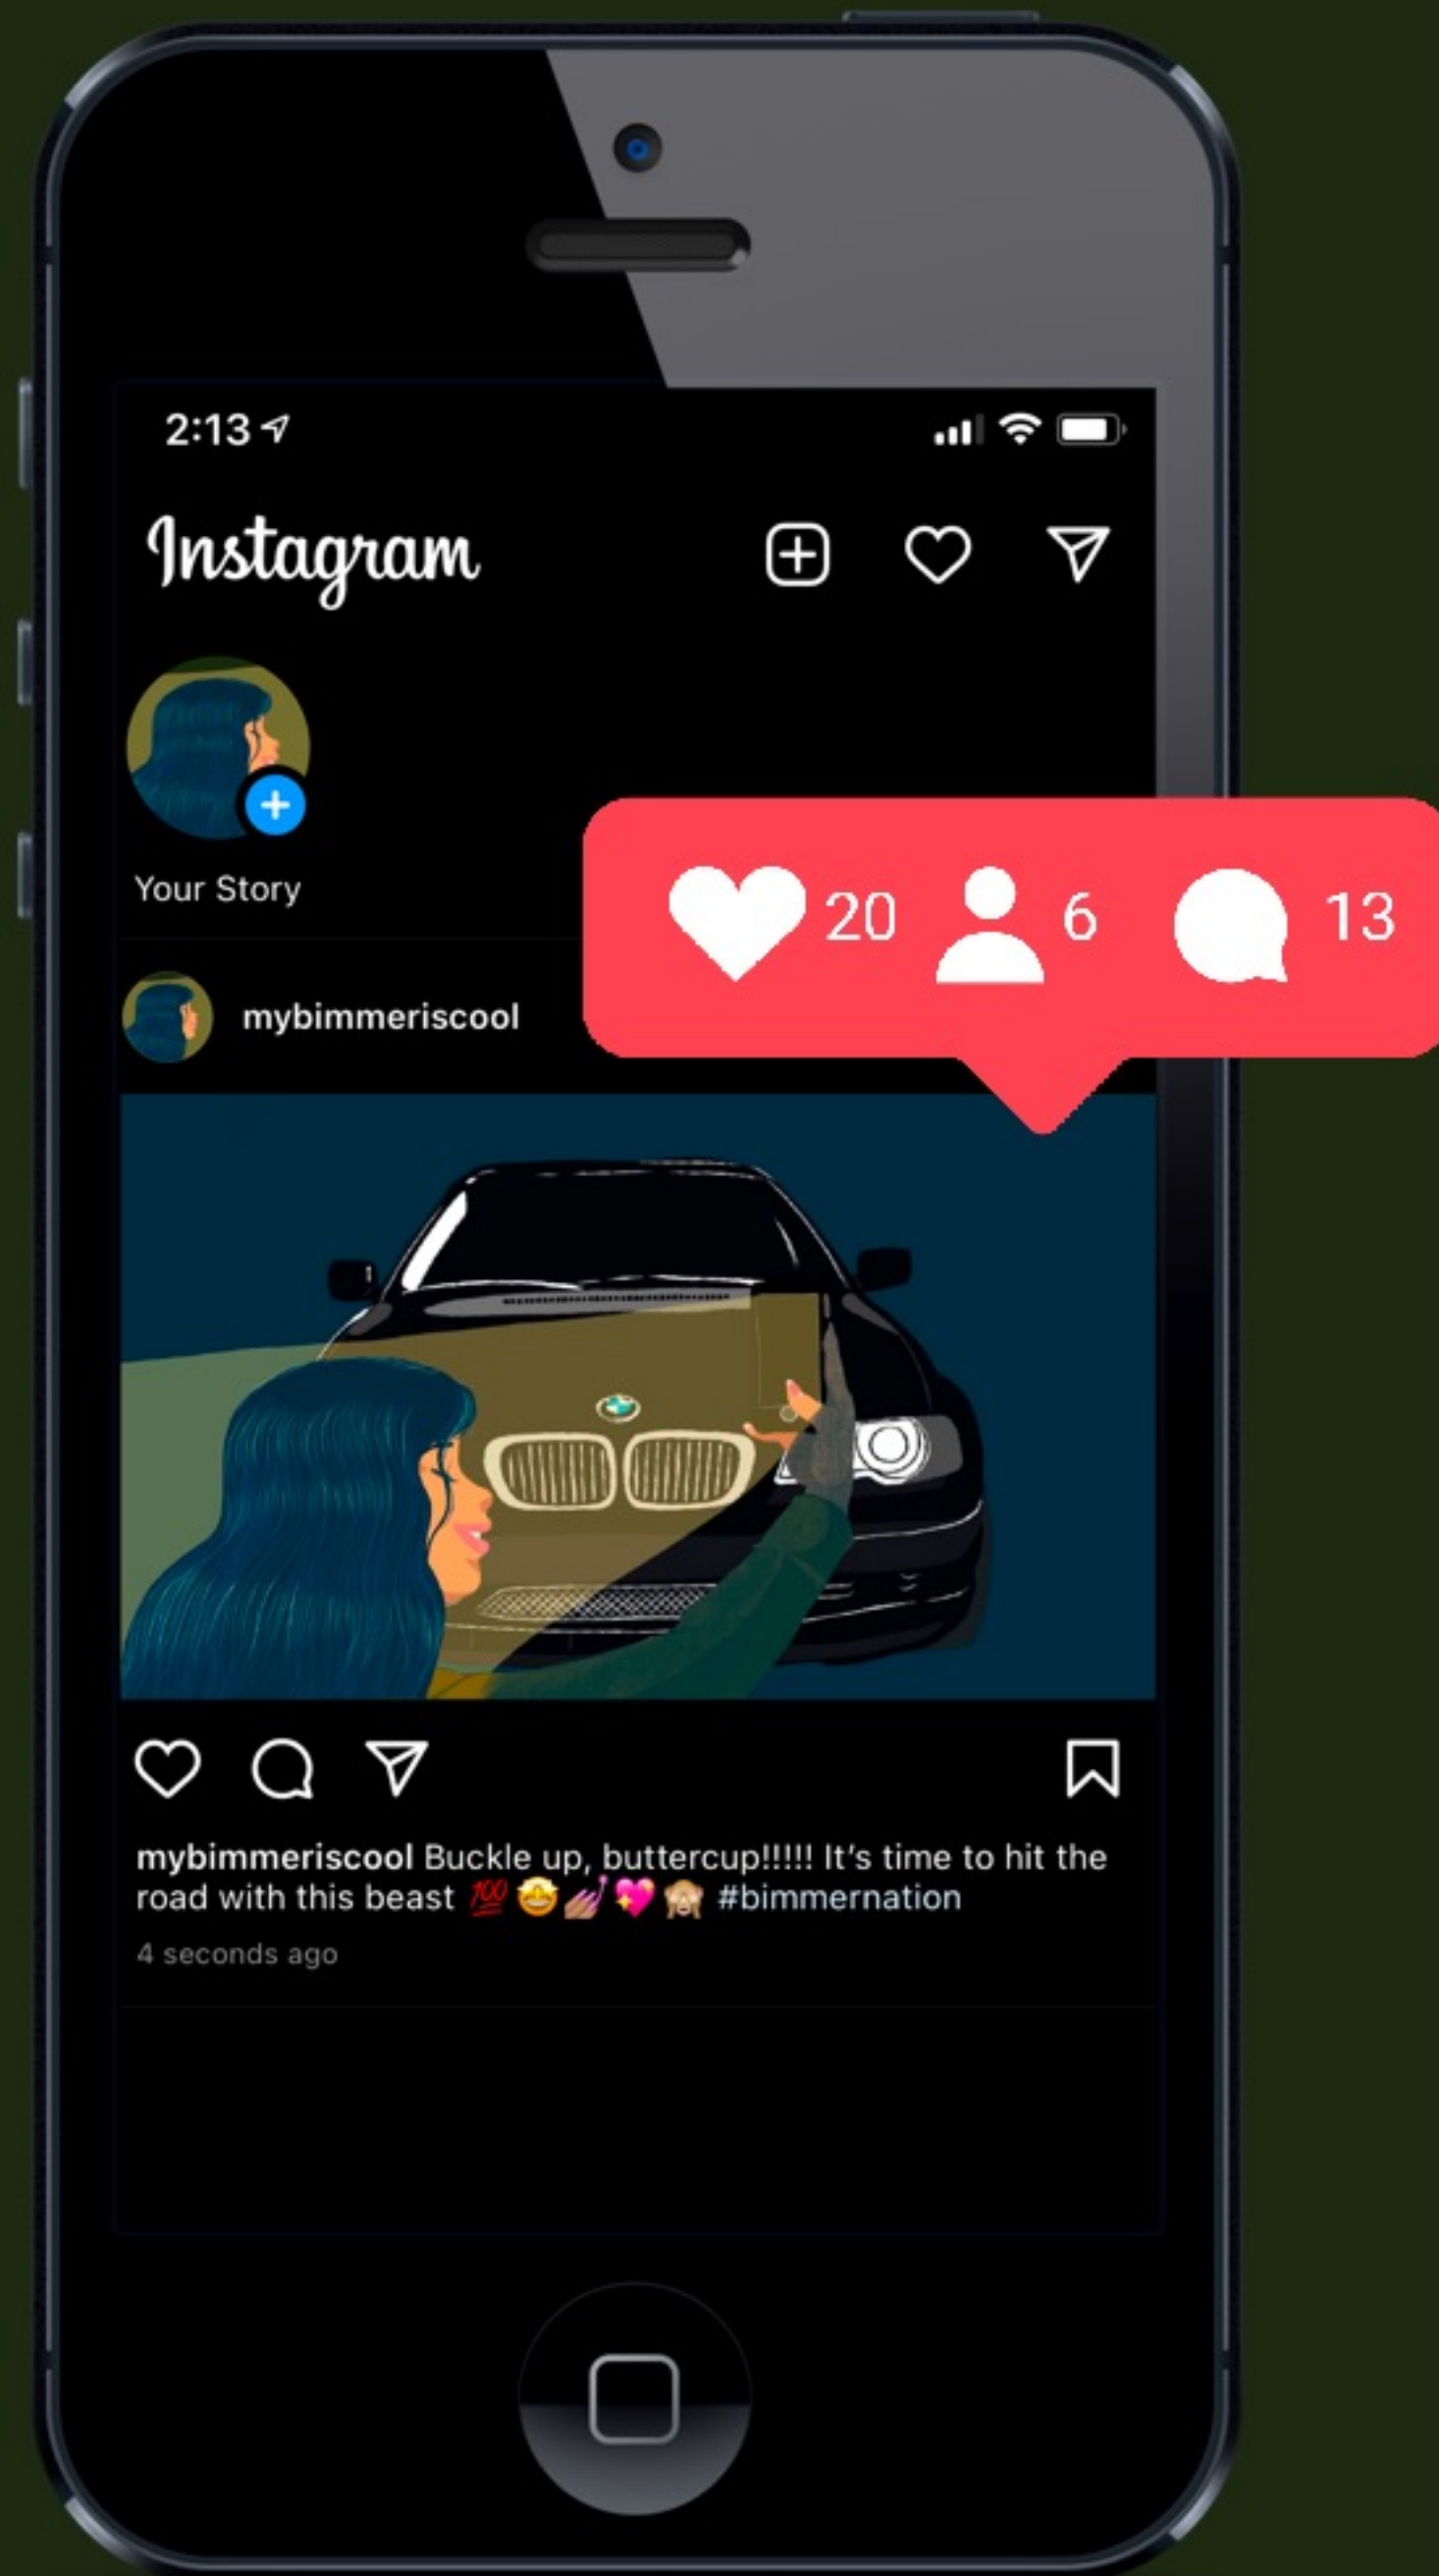 2:13
Instagram
Your Story
20 6 13
mybimmeriscool
mybimmeriscool Buckle up, buttercup!!!!! It’s time to hit the
road with this beast 💯🤩💅🏽💖🙈 #bimmernation
4 seconds ago